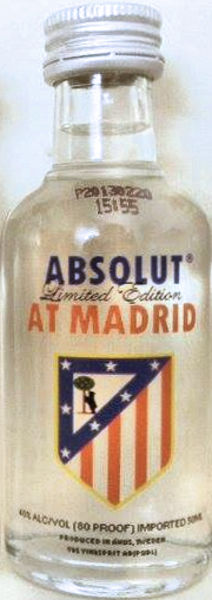 P20130220
15:55
ABSOLUT®
Limited Edition
AT MADRID
40% ALC/VOL (80 PROOF) IMPORTED 50ML
PRODUCED IN ÅHUS, SWEDEN